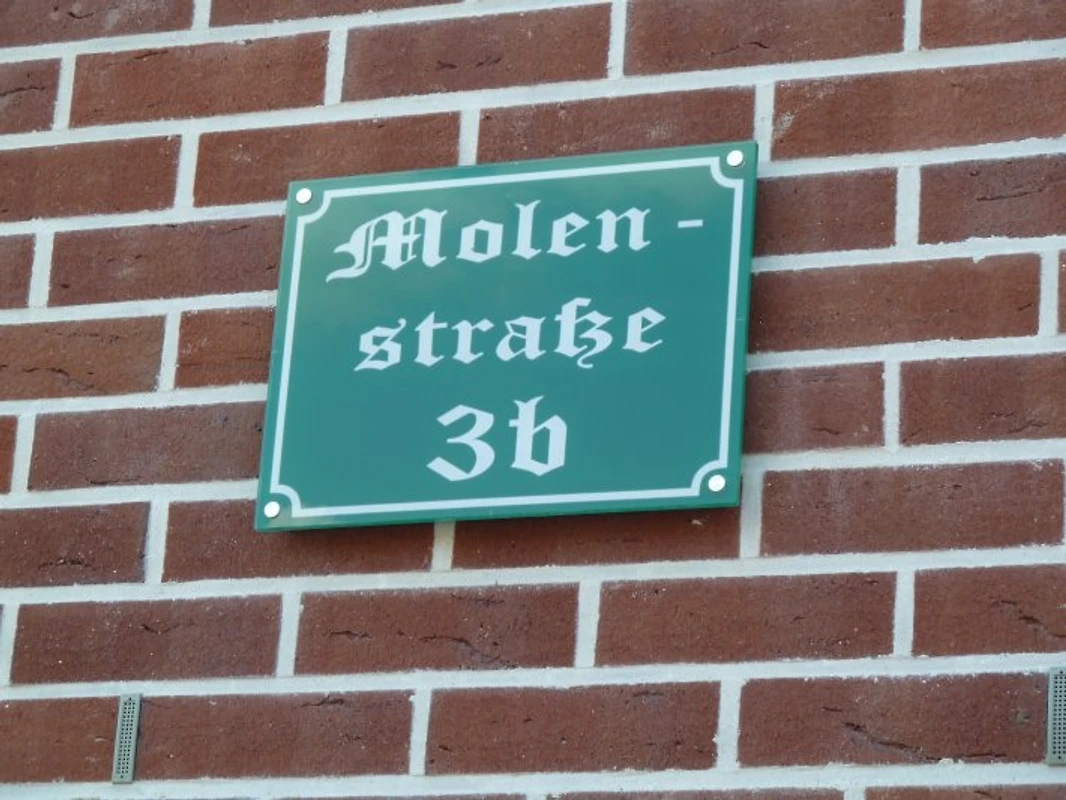 Molen-
straße
3b